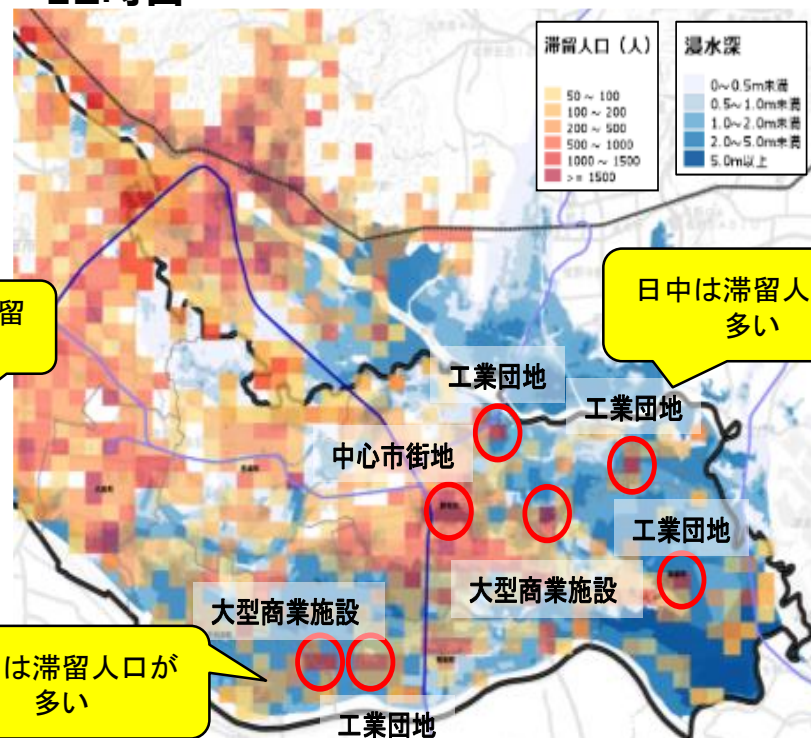 滞留人口（人）
50 ~ 100
100 ~ 200
200 ~ 500
500 ~ 1000
1000 ~ 1500
>= 1500
浸水深
0~0.5m未満
0.5~1.0m未満
1.0~2.0m未満
2.0~5.0m未満
5.0m以上
留
日中は滞留人
多い
工業団地
工業団地
中心市街地
工業団地
大型商業施設
大型商業施設
は滞留人口が
多い
工業団地